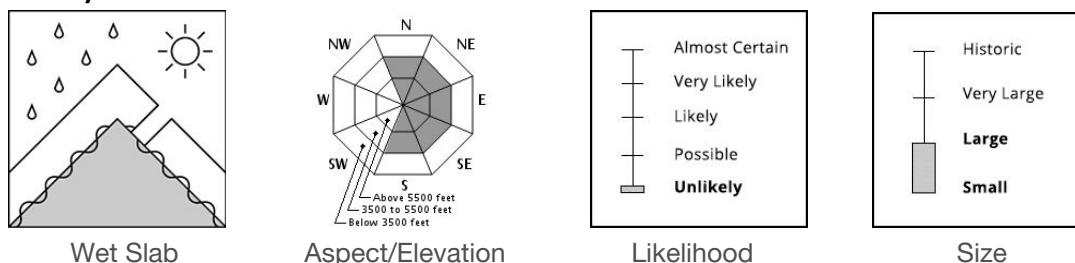 N
NW
NE
W
E
SW
SE
S
Above 5500 feet
3500 to 5500 feet
Below 3500 feet
Almost Certain
Very Likely
Likely
Possible
Unlikely
Historic
Very Large
Large
Small
Wet Slab
Aspect/Elevation
Likelihood
Size